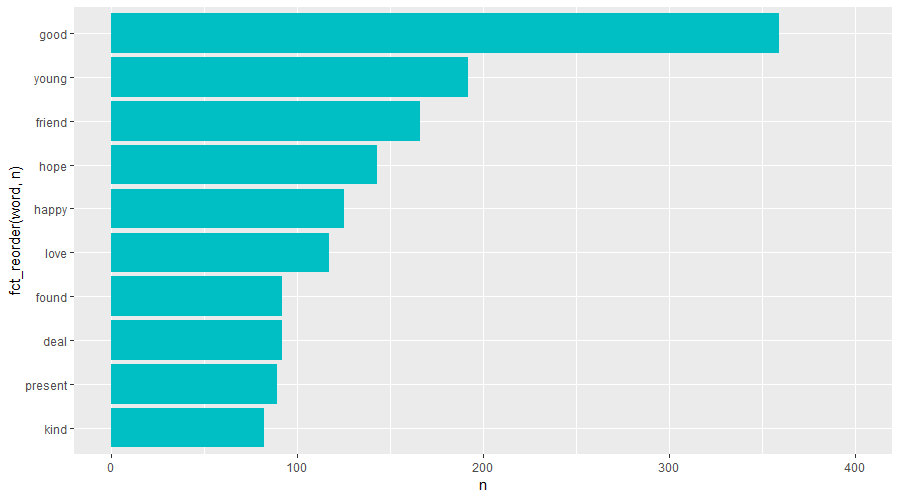 good
young
friend
hope
happy
love
found
deal
present
kind
fct_reorder(word, n)
0 100 200 300 400
n